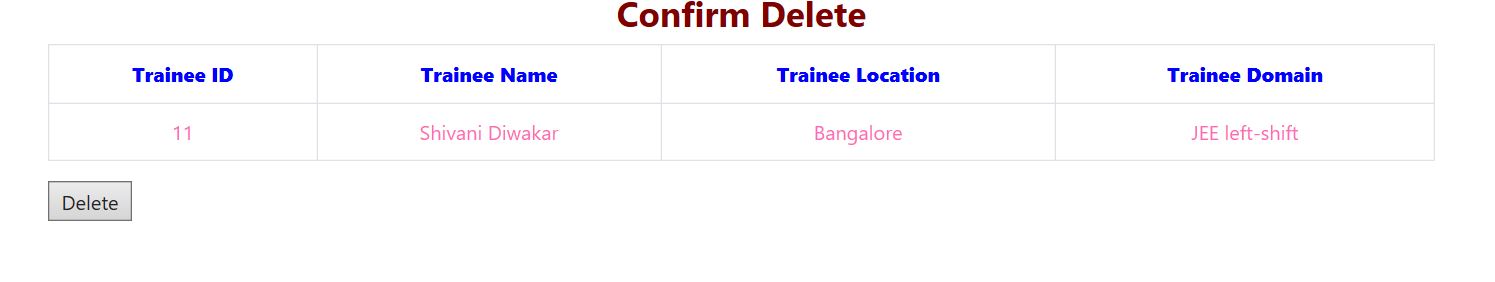 Confirm Delete
Trainee ID Trainee Name Trainee Location Trainee Domain
11 Shivani Diwakar Bangalore JEE left-shift
Delete